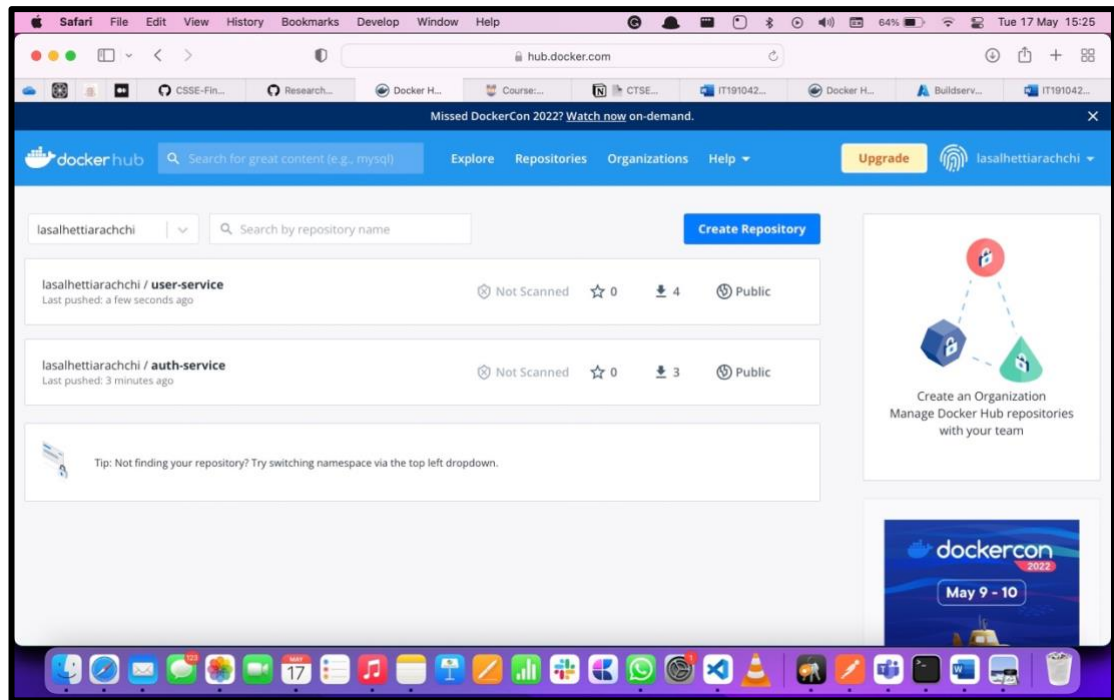 Safari File Edit View History Bookmarks Develop Window Help 64% Tue 17 May 15:25
hub.docker.com
CSSE-Fin... Research... Docker H... Course:... CTSE... IT191042... Docker H... Buildserv... IT191042...
Missed DockerCon 2022? Watch now on-demand.
docker hub Search for great content (e.g., mysql) Explore Repositories Organizations Help Upgrade lasalhettiarachchi
lasalhettiarachchi Search by repository name Create Repository
lasalhettiarachchi / user-service
Last pushed: a few seconds ago
Not Scanned 0 4 Public
lasalhettiarachchi / auth-service
Last pushed: 3 minutes ago
Not Scanned 0 3 Public
Tip: Not finding your repository? Try switching namespace via the top left dropdown.
Create an Organization
Manage Docker Hub repositories
with your team
dockercon
2022
May 9 - 10
MAY
17